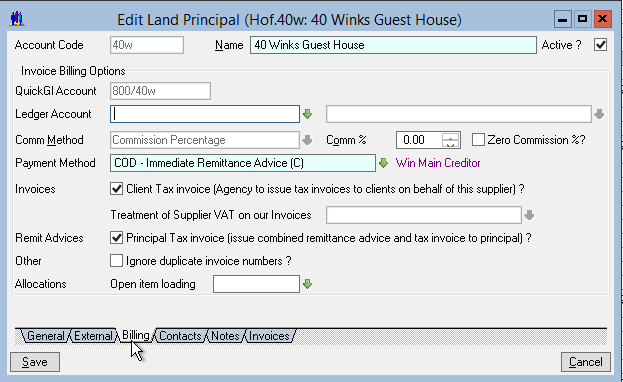 Edit Land Principal (Hof.40w: 40 Winks Guest House)
Account Code 40w Name 40 Winks Guest House Active ?
Invoice Billing Options
QuickGl Account 800/40w
Ledger Account
Comm Method Commission Percentage Comm % 0.00 Zero Commission %?
Payment Method COD - Immediate Remittance Advice (C) Win Main Creditor
Invoices Client Tax invoice (Agency to issue tax invoices to clients on behalf of this supplier) ?
Treatment of Supplier VAT on our Invoices
Remit Advices Principal Tax invoice (issue combined remittance advice and tax invoice to principal) ?
Other Ignore duplicate invoice numbers ?
Allocations Open item loading
General External Billing Contacts Notes Invoices
Save Cancel